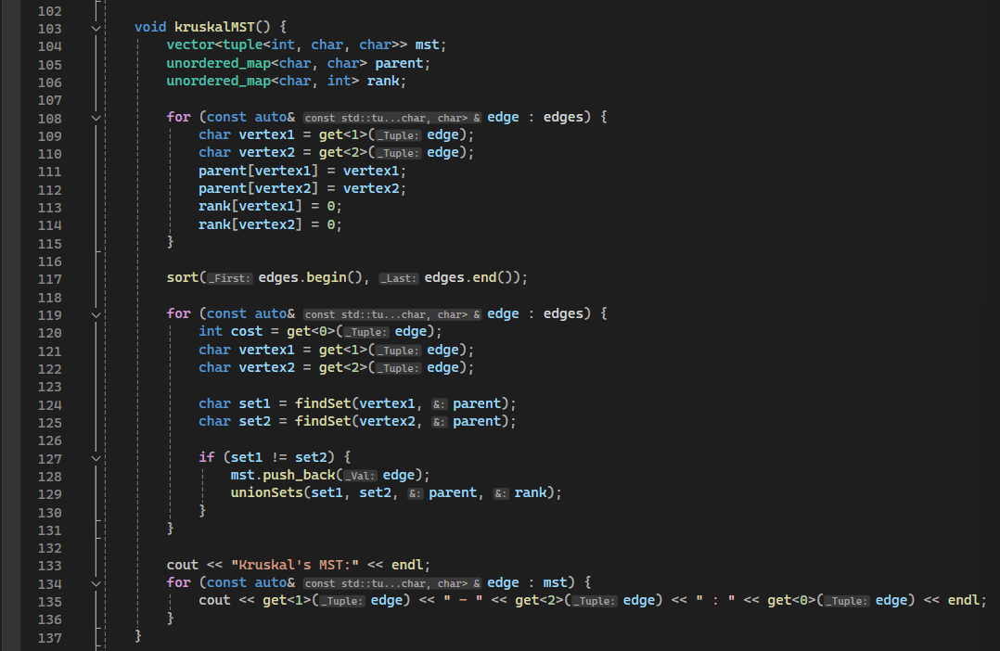 102
103 void kruskalMST() {
104 vector<tuple<int, char, char>> mst;
105 unordered_map<char, char> parent;
106 unordered_map<char, int> rank;
107
108 for (const auto& const std::tu...char, char> & edge : edges) {
109 char vertex1 = get<1>(_Tuple: edge);
110 char vertex2 = get<2>(_Tuple: edge);
111 parent[vertex1] = vertex1;
112 parent[vertex2] = vertex2;
113 rank[vertex1] = 0;
114 rank[vertex2] = 0;
115 }
116
117 sort(_First: edges.begin(), _Last: edges.end());
118
119 for (const auto& const std::tu...char, char> & edge : edges) {
120 int cost = get<0>(_Tuple: edge);
121 char vertex1 = get<1>(_Tuple: edge);
122 char vertex2 = get<2>(_Tuple: edge);
123
124 char set1 = findSet(vertex1, &: parent);
125 char set2 = findSet(vertex2, &: parent);
126
127 if (set1 != set2) {
128 mst.push_back(_Val: edge);
129 unionSets(set1, set2, &: parent, &: rank);
130 }
131 }
132
133 cout << "Kruskal's MST:" << endl;
134 for (const auto& const std::tu...char, char> & edge : mst) {
135 cout << get<1>(_Tuple: edge) << " - " << get<2>(_Tuple: edge) << " : " << get<0>(_Tuple: edge) << endl;
136 }
137 }